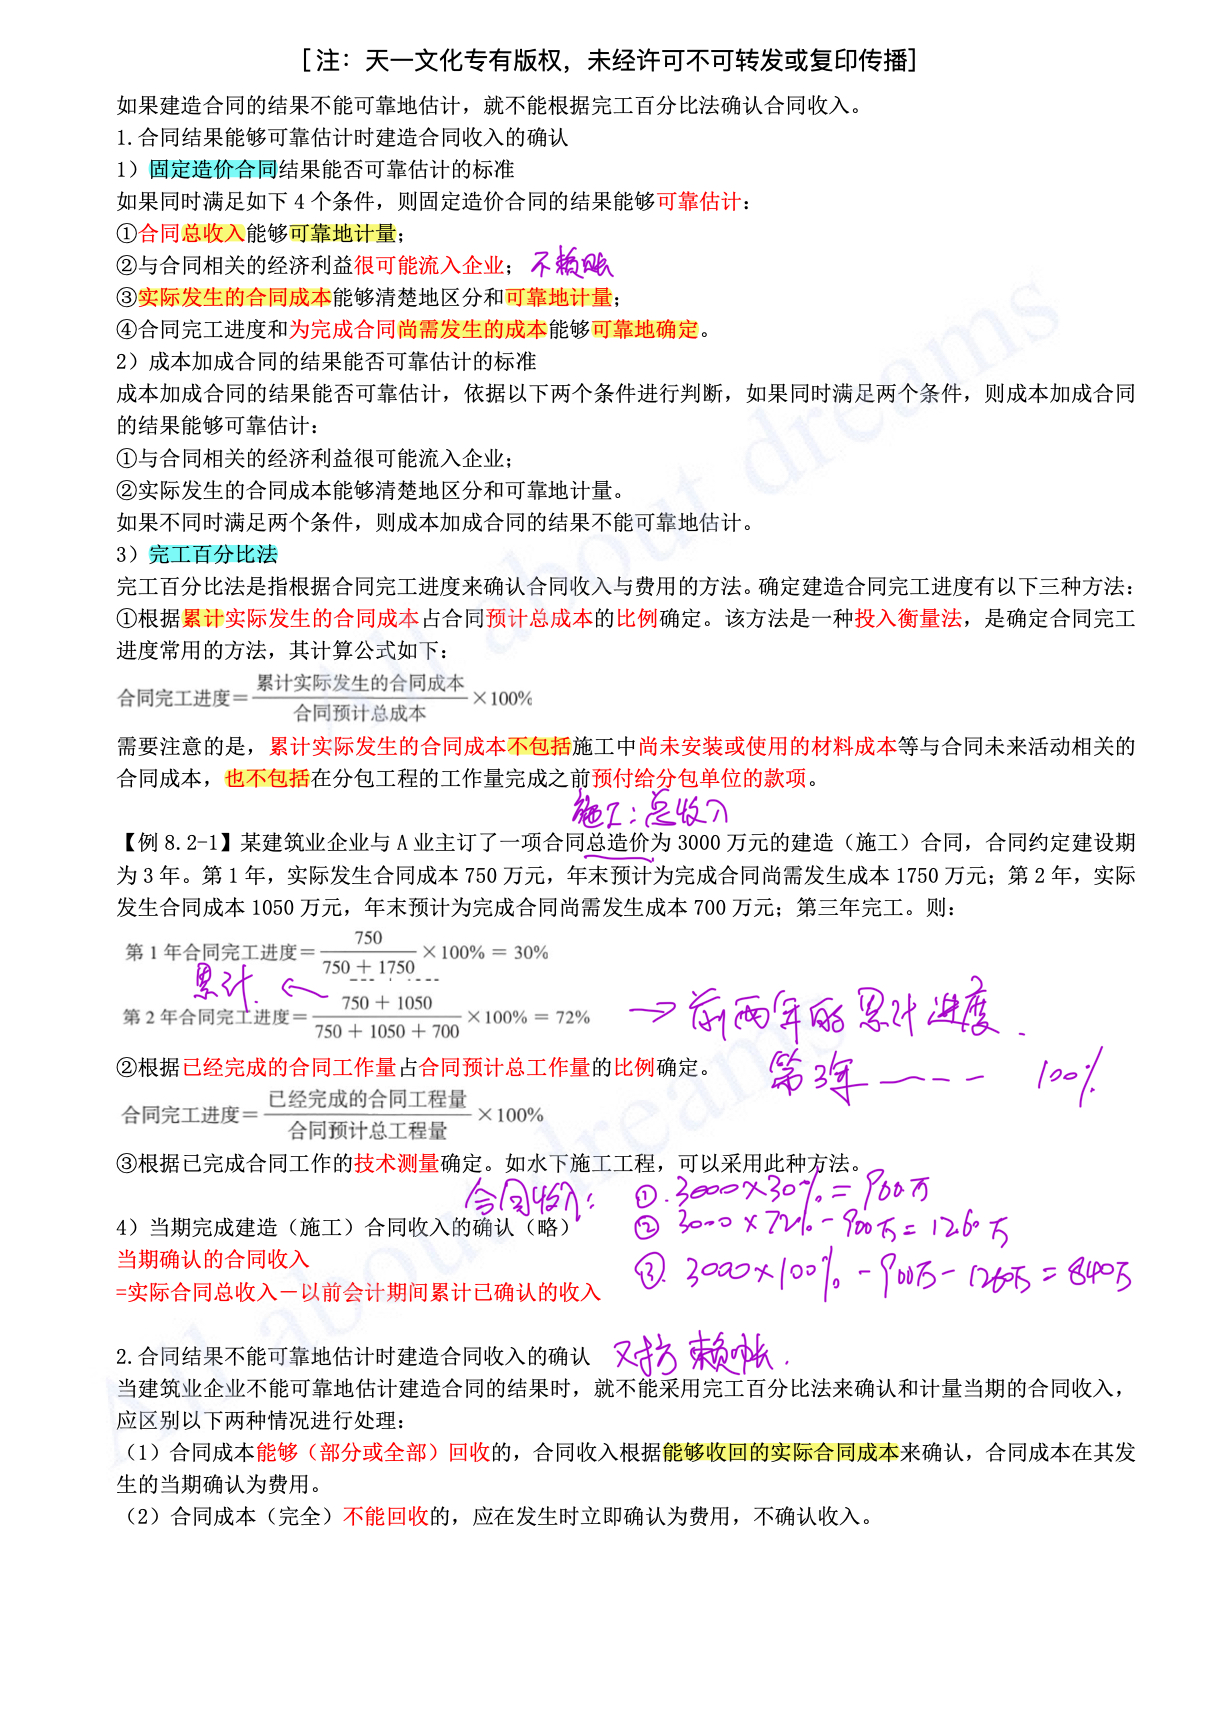 [注：天一文化专有版权，未经许可不可转发或复印传播]
如果建造合同的结果不能可靠地估计，就不能根据完工百分比法确认合同收入。
1.合同结果能够可靠估计时建造合同收入的确认
1）固定造价合同结果能否可靠估计的标准
如果同时满足如下 4 个条件，则固定造价合同的结果能够可靠估计：
①合同总收入能够可靠地计量；
②与合同相关的经济利益很可能流入企业； 不赖账
③实际发生的合同成本能够清楚地区分和可靠地计量；
④合同完工进度和为完成合同尚需发生的成本能够可靠地确定。
2）成本加成合同的结果能否可靠估计的标准
成本加成合同的结果能否可靠估计，依据以下两个条件进行判断，如果同时满足两个条件，则成本加成合同
的结果能够可靠估计：
①与合同相关的经济利益很可能流入企业；
②实际发生的合同成本能够清楚地区分和可靠地计量。
如果不同时满足两个条件，则成本加成合同的结果不能可靠地估计。
3）完工百分比法
完工百分比法是指根据合同完工进度来确认合同收入与费用的方法。确定建造合同完工进度有以下三种方法：
①根据累计实际发生的合同成本占合同预计总成本的比例确定。该方法是一种投入衡量法，是确定合同完工
进度常用的方法，其计算公式如下：
合同完工进度＝累计实际发生的合同成本/合同预计总成本×100%
需要注意的是，累计实际发生的合同成本不包括施工中尚未安装或使用的材料成本等与合同未来活动相关的
合同成本，也不包括在分包工程的工作量完成之前预付给分包单位的款项。
施工：总收入
【例 8.2-1】某建筑业企业与 A 业主订了一项合同总造价为 3000 万元的建造（施工）合同，合同约定建设期
为 3 年。第 1 年，实际发生合同成本 750 万元，年末预计为完成合同尚需发生成本 1750 万元；第 2 年，实际
发生合同成本 1050 万元，年末预计为完成合同尚需发生成本 700 万元；第三年完工。则：
第 1 年合同完工进度＝750/(750＋1750)×100%＝30%
累计. ←
第 2 年合同完工进度＝(750＋1050)/(750＋1050＋700)×100%＝72% → 前两年的累计进度.
②根据已经完成的合同工作量占合同预计总工作量的比例确定。 第3年 ———— 100%.
合同完工进度＝已经完成的合同工程量/合同预计总工程量×100%
③根据已完成合同工作的技术测量确定。如水下施工工程，可以采用此种方法。
合同收入： ①.3000×30%=900万
4）当期完成建造（施工）合同收入的确认（略） ② 3000×72%-900万=1260万
当期确认的合同收入 ③. 3000×100%-900万-1260万=840万
=实际合同总收入－以前会计期间累计已确认的收入
2.合同结果不能可靠地估计时建造合同收入的确认 对方赖账.
当建筑业企业不能可靠地估计建造合同的结果时，就不能采用完工百分比法来确认和计量当期的合同收入，
应区别以下两种情况进行处理：
（1）合同成本能够（部分或全部）回收的，合同收入根据能够收回的实际合同成本来确认，合同成本在其发
生的当期确认为费用。
（2）合同成本（完全）不能回收的，应在发生时立即确认为费用，不确认收入。
All about dreams
All about dreams